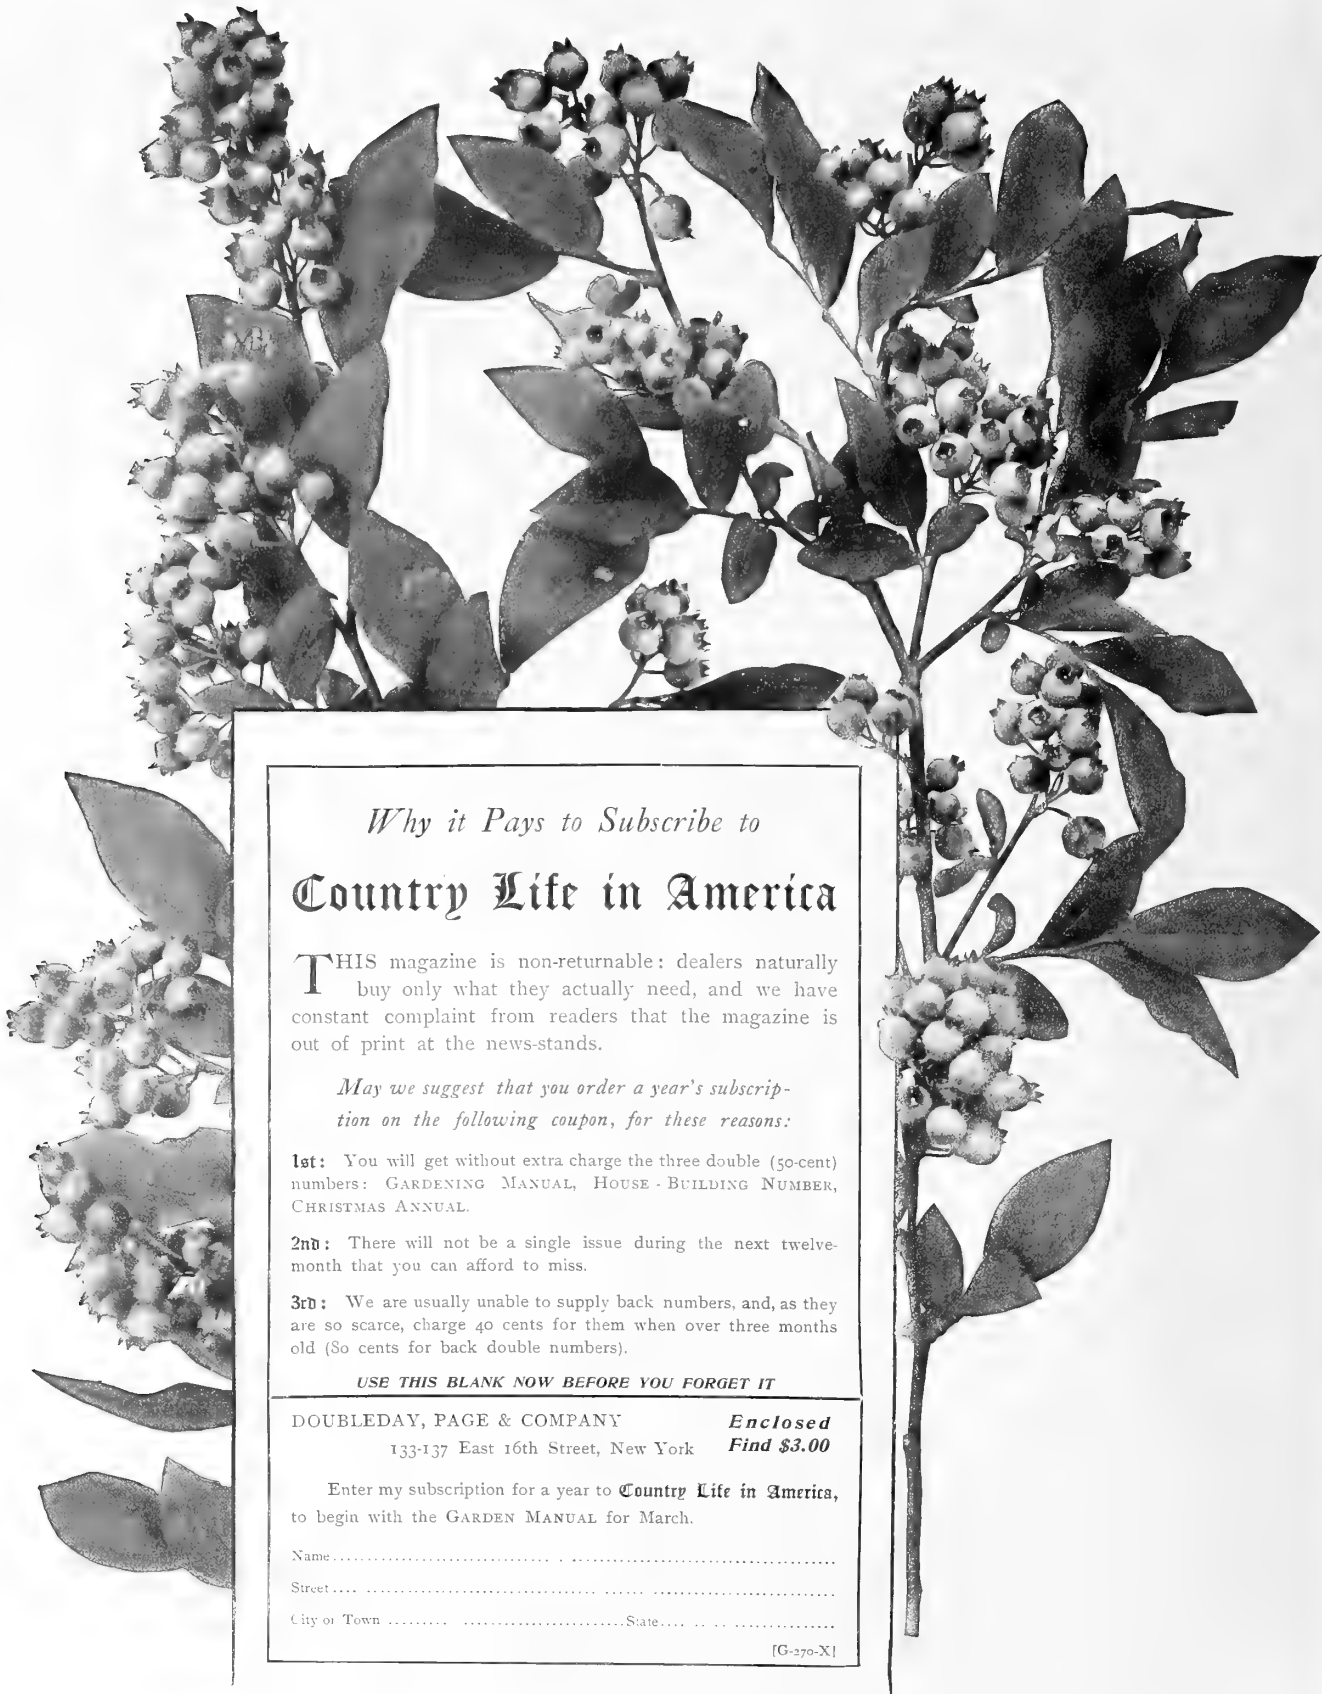 Why it Pays to Subscribe to
Country Life in America
THIS magazine is non-returnable: dealers naturally
buy only what they actually need, and we have
constant complaint from readers that the magazine is
out of print at the news-stands.
May we suggest that you order a year's subscrip-
tion on the following coupon, for these reasons:
1st: You will get without extra charge the three double (50-cent)
numbers: GARDENING MANUAL, HOUSE-BUILDING NUMBER,
CHRISTMAS ANNUAL.
2nd: There will not be a single issue during the next twelve-
month that you can afford to miss.
3rd: We are usually unable to supply back numbers, and, as they
are so scarce, charge 40 cents for them when over three months
old (80 cents for back double numbers).
USE THIS BLANK NOW BEFORE YOU FORGET IT
DOUBLEDAY, PAGE & COMPANY Enclosed
133-137 East 16th Street, New York Find $3.00
Enter my subscription for a year to Country Life in America,
to begin with the GARDEN MANUAL for March.
Name
Street
City or Town State
[G-270-X]